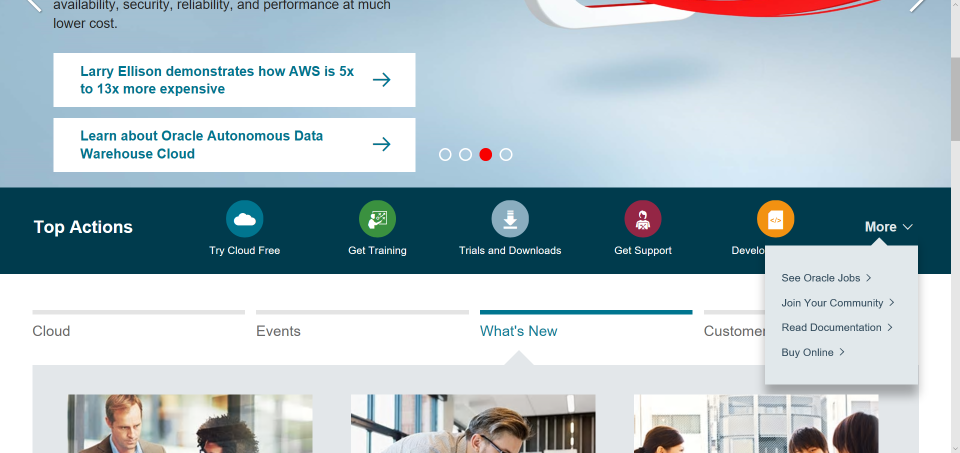 availability, security, reliability, and performance at much
lower cost.
Larry Ellison demonstrates how AWS is 5x
to 13x more expensive
Learn about Oracle Autonomous Data
Warehouse Cloud
Top Actions
Try Cloud Free
Get Training
Trials and Downloads
Get Support
More
See Oracle Jobs
Join Your Community
Read Documentation
Buy Online
Cloud
Events
What's New
Customer